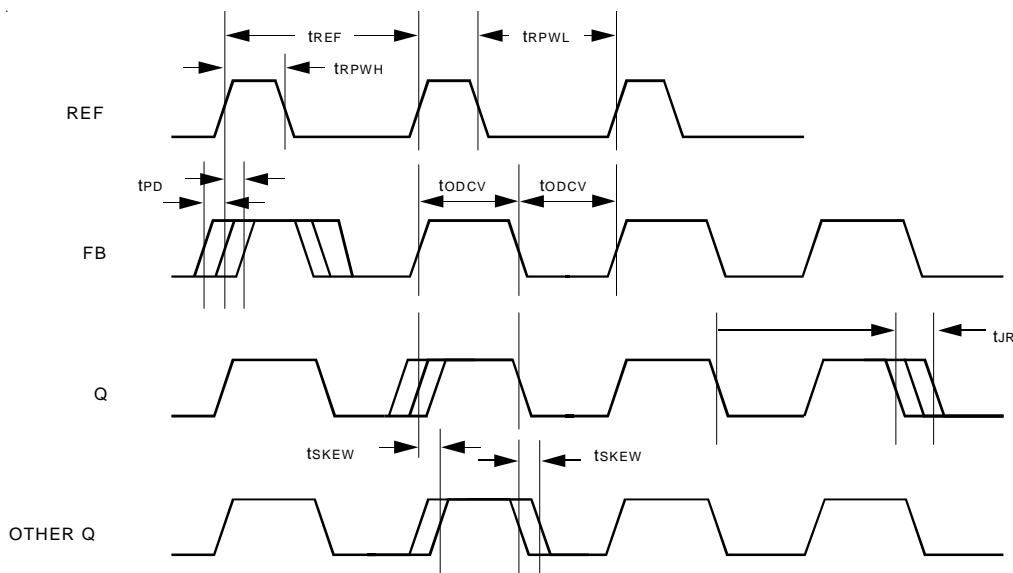 tREF
tRPWL
tRPWH
REF
tPD
tODCV
tODCV
FB
tJR
Q
tSKEW
tSKEW
OTHER Q